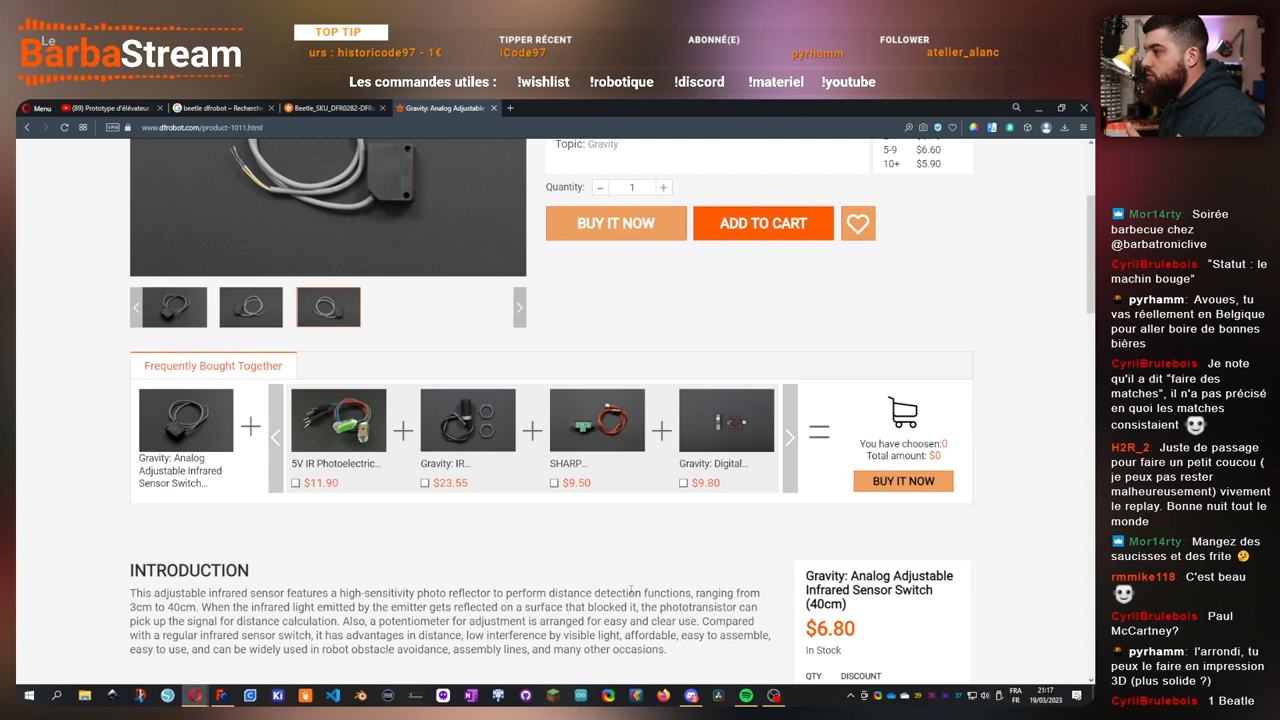 Le
BarbaStream
TOP TIP
urs : historicode97 - 1€
TIPPER RÉCENT
iCode97
ABONNÉ(E)
pyrhamm
FOLLOWER
atelier_alanc
Les commandes utiles : !wishlist !robotique !discord !materiel !youtube
Menu
(89) Prototype d'élévateur
beetle dfrobot – Recherche
Beetle_SKU_DFR0282-DFRo
Gravity: Analog Adjustable
VPN
www.dfrobot.com/product-1011.html
Topic: Gravity
5-9 $6.60
10+ $5.90
Quantity: - 1 +
BUY IT NOW
ADD TO CART
Frequently Bought Together
Gravity: Analog
Adjustable Infrared
Sensor Switch...
5V IR Photoelectric...
$11.90
Gravity: IR...
$23.55
SHARP...
$9.50
Gravity: Digital...
$9.80
You have choosen:0
Total amount: $0
BUY IT NOW
INTRODUCTION
This adjustable infrared sensor features a high-sensitivity photo reflector to perform distance detection functions, ranging from
3cm to 40cm. When the infrared light emitted by the emitter gets reflected on a surface that blocked it, the phototransistor can
pick up the signal for distance calculation. Also, a potentiometer for adjustment is arranged for easy and clear use. Compared
with a regular infrared sensor switch, it has advantages in distance, low interference by visible light, affordable, easy to assemble,
easy to use, and can be widely used in robot obstacle avoidance, assembly lines, and many other occasions.
Gravity: Analog Adjustable
Infrared Sensor Switch
(40cm)
$6.80
In Stock
QTY DISCOUNT
Mor14rty: Soirée
barbecue chez
@barbatroniclive
CyrilBrulebois: "Statut : le
machin bouge"
pyrhamm: Avoues, tu
vas réellement en Belgique
pour aller boire de bonnes
bières
CyrilBrulebois: Je note
qu'il a dit "faire des
matches", il n'a pas précisé
en quoi les matches
consistaient
H2R_2: Juste de passage
pour faire un petit coucou (
je peux pas rester
malheureusement) vivement
le replay. Bonne nuit tout le
monde
Mor14rty: Mangez des
saucisses et des frite
rmmike118: C'est beau
CyrilBrulebois: Paul
McCartney?
pyrhamm: l'arrondi, tu
peux le faire en impression
3D (plus solide ?)
CyrilBrulebois: 1 Beatle
FRA
FR
21:17
19/03/2023